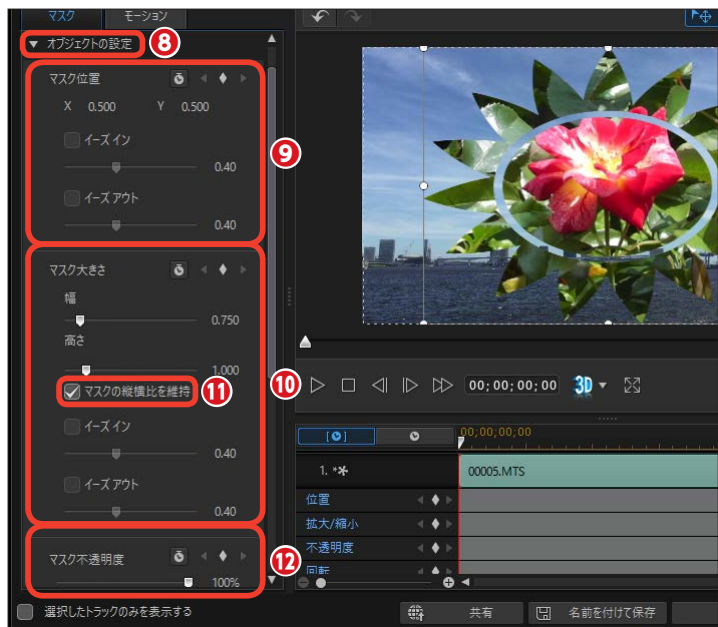 マスク モーション
▼ オブジェクトの設定 8
マスク位置
X 0.500 Y 0.500
イーズ イン
9
0.40
イーズ アウト
0.40
マスク大きさ
幅
0.750
高さ
1.000
マスクの縦横比を維持 11
10
イーズ イン
0.40
イーズ アウト
0.40
マスク不透明度
12
100%
選択したトラックのみを表示する
00;00;00;00 3D
00;00;00;00
1. 00005.MTS
位置
拡大/縮小
不透明度
回転
共有 名前を付けて保存